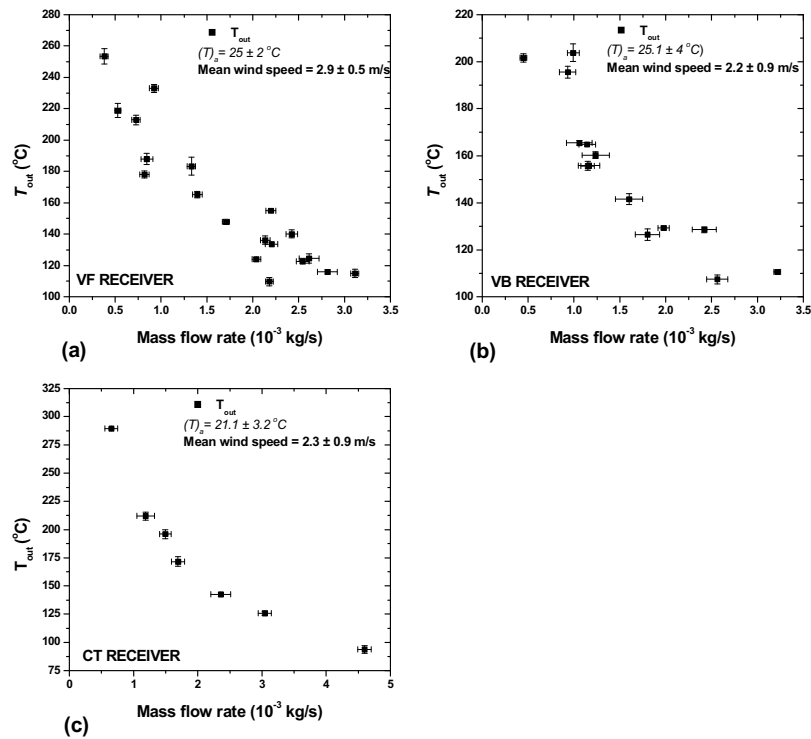 T_out
(T)_a = 25 ± 2 °C
Mean wind speed = 2.9 ± 0.5 m/s
280
260
240
220
200
180
160
140
120
100
T_out (°C)
VF RECEIVER
0.0 0.5 1.0 1.5 2.0 2.5 3.0 3.5
Mass flow rate (10⁻³ kg/s)
(a)
T_out
(T)_a = 25.1 ± 4 °C)
Mean wind speed = 2.2 ± 0.9 m/s
220
200
180
160
140
120
100
T_out (°C)
VB RECEIVER
0.0 0.5 1.0 1.5 2.0 2.5 3.0 3.5
Mass flow rate (10⁻³ kg/s)
(b)
T_out
(T)_a = 21.1 ± 3.2 °C
Mean wind speed = 2.3 ± 0.9 m/s
325
300
275
250
225
200
175
150
125
100
75
T_out (°C)
CT RECEIVER
0 1 2 3 4 5
Mass flow rate (10⁻³ kg/s)
(c)